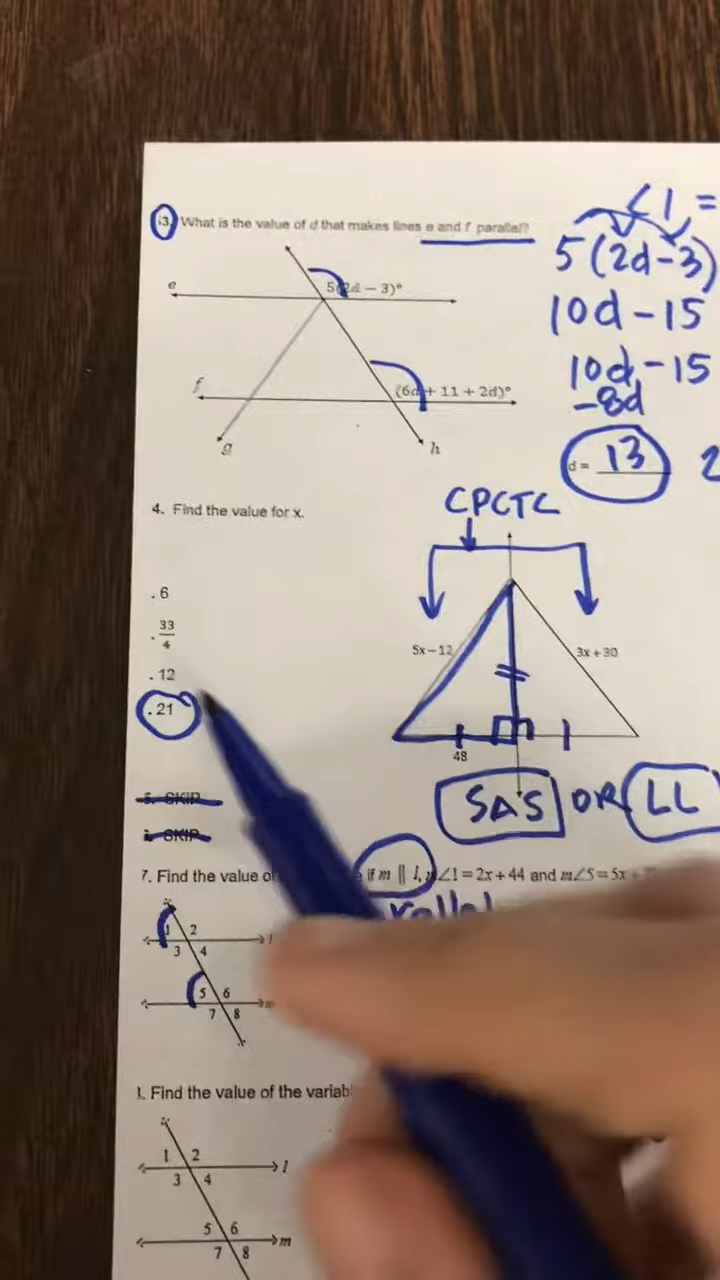 3. What is the value of d that makes lines e and f parallel?
<1 =
5(2d-3)
e
5(2d - 3)°
10d-15
10d-15
-8d
f
(6d + 11 + 2d)°
g
h
d = 13
2
4. Find the value for x.
CPCTC
. 6
. 33/4
. 12
. 21
5x-12
3x+30
48
SAS OR LL
5. SKIP
SKIP
7. Find the value of
if m ∥ l, m∠1=2x+44 and m∠5=5x+
1 2
l
3 4
5 6
7 8
. Find the value of the variabl
1 2
l
3 4
5 6
m
7 8